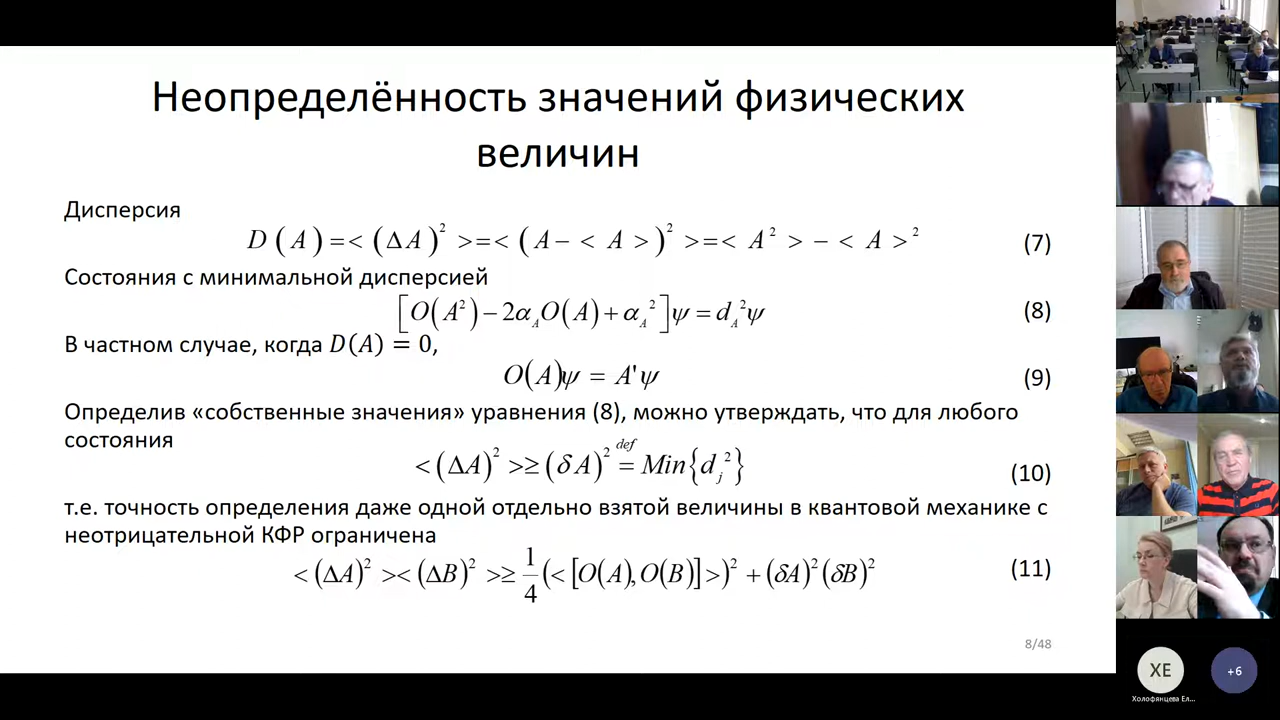 Неопределённость значений физических
величин
Дисперсия
D(A)=<(ΔA)²>=<(A−<A>)²>=<A²>−<A>² (7)
Состояния с минимальной дисперсией
[O(A²)−2α_A O(A)+α_A²]ψ=d_A²ψ (8)
В частном случае, когда D(A) = 0,
O(A)ψ = A'ψ (9)
Определив «собственные значения» уравнения (8), можно утверждать, что для любого
состояния
<(ΔA)²>≥(δA)² def= Min{d_j²} (10)
т.е. точность определения даже одной отдельно взятой величины в квантовой механике с
неотрицательной КФР ограничена
<(ΔA)²><(ΔB)²>≥ 1/4 (<[O(A),O(B)]>)²+(δA)²(δB)² (11)
8/48
XE
+6
Холофянцева Ел...